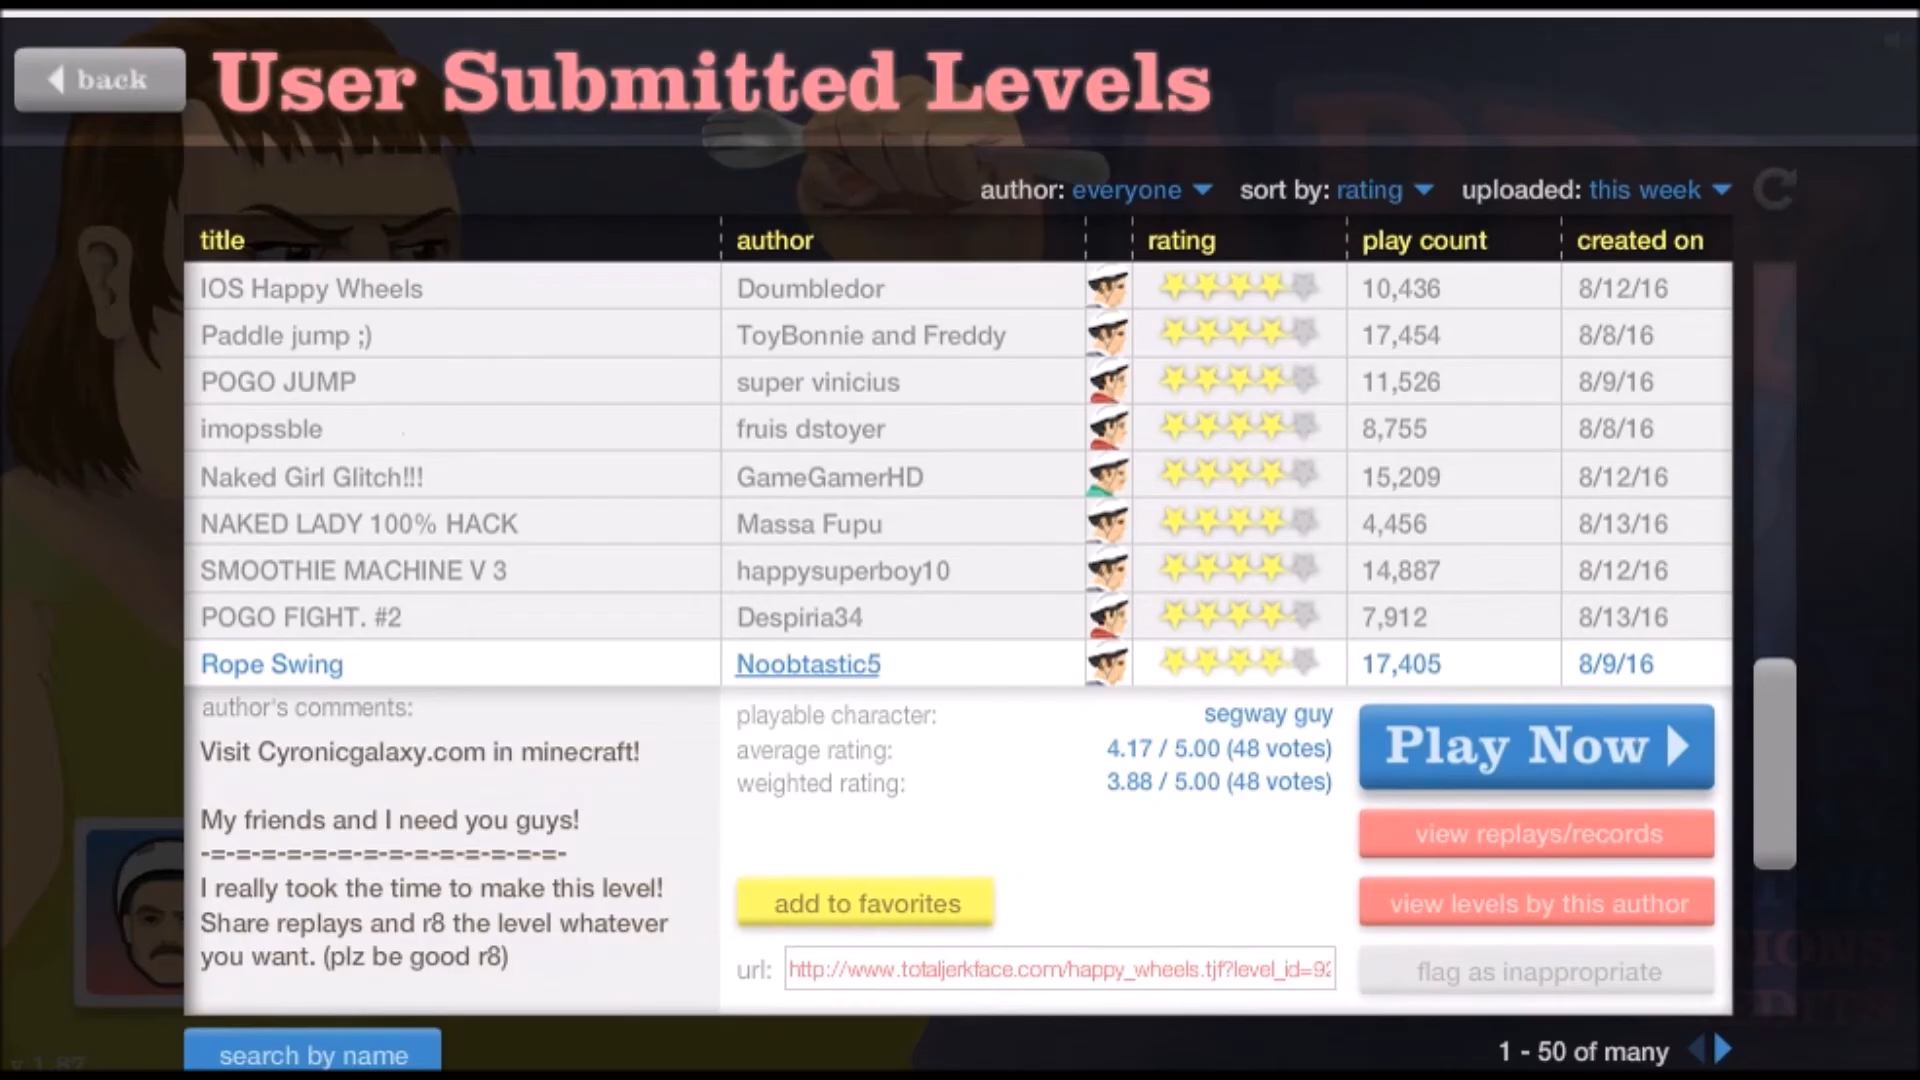 back
User Submitted Levels
author: everyone sort by: rating uploaded: this week
title author rating play count created on
IOS Happy Wheels Doumbledor 10,436 8/12/16
Paddle jump ;) ToyBonnie and Freddy 17,454 8/8/16
POGO JUMP super vinicius 11,526 8/9/16
imopssble fruis dstoyer 8,755 8/8/16
Naked Girl Glitch!!! GameGamerHD 15,209 8/12/16
NAKED LADY 100% HACK Massa Fupu 4,456 8/13/16
SMOOTHIE MACHINE V 3 happysuperboy10 14,887 8/12/16
POGO FIGHT. #2 Despiria34 7,912 8/13/16
Rope Swing Noobtastic5 17,405 8/9/16
author's comments:
Visit Cyronicgalaxy.com in minecraft!
My friends and I need you guys!
-=-=-=-=-=-=-=-=-=-=-=-=-=-=-
I really took the time to make this level!
Share replays and r8 the level whatever
you want. (plz be good r8)
playable character: segway guy
average rating: 4.17 / 5.00 (48 votes)
weighted rating: 3.88 / 5.00 (48 votes)
add to favorites
url: http://www.totaljerkface.com/happy_wheels.tjf?level_id=9
Play Now
view replays/records
view levels by this author
flag as inappropriate
search by name
1 - 50 of many
v 1.87